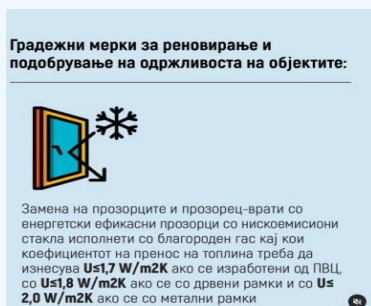 Градежни мерки за реновирање и
подобрување на одржливоста на објектите:
Замена на прозорците и прозорец-врати со
енергетски ефикасни прозорци со нискоемисиони
стакла исполнети со благороден гас кај кои
коефициентот на пренос на топлина треба да
изнесува U≤1,7 W/m2K ако се изработени од ПВЦ,
со U≤1,8 W/m2K ако се со дрвени рамки и со U≤
2,0 W/m2K ако се со метални рамки